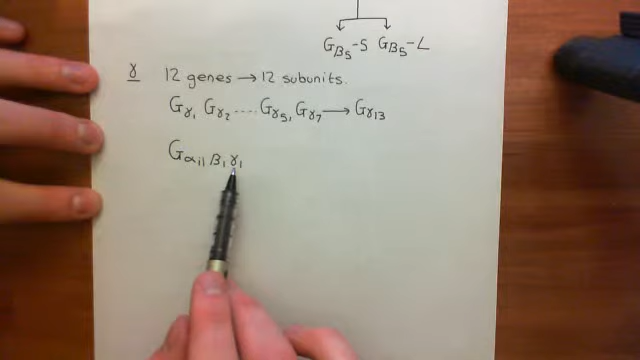 Gβ5-S Gβ5-L
γ 12 genes → 12 subunits.
Gγ1 Gγ2 ---- Gγ5, Gγ7 → Gγ13
Gαi1 β1 γ1